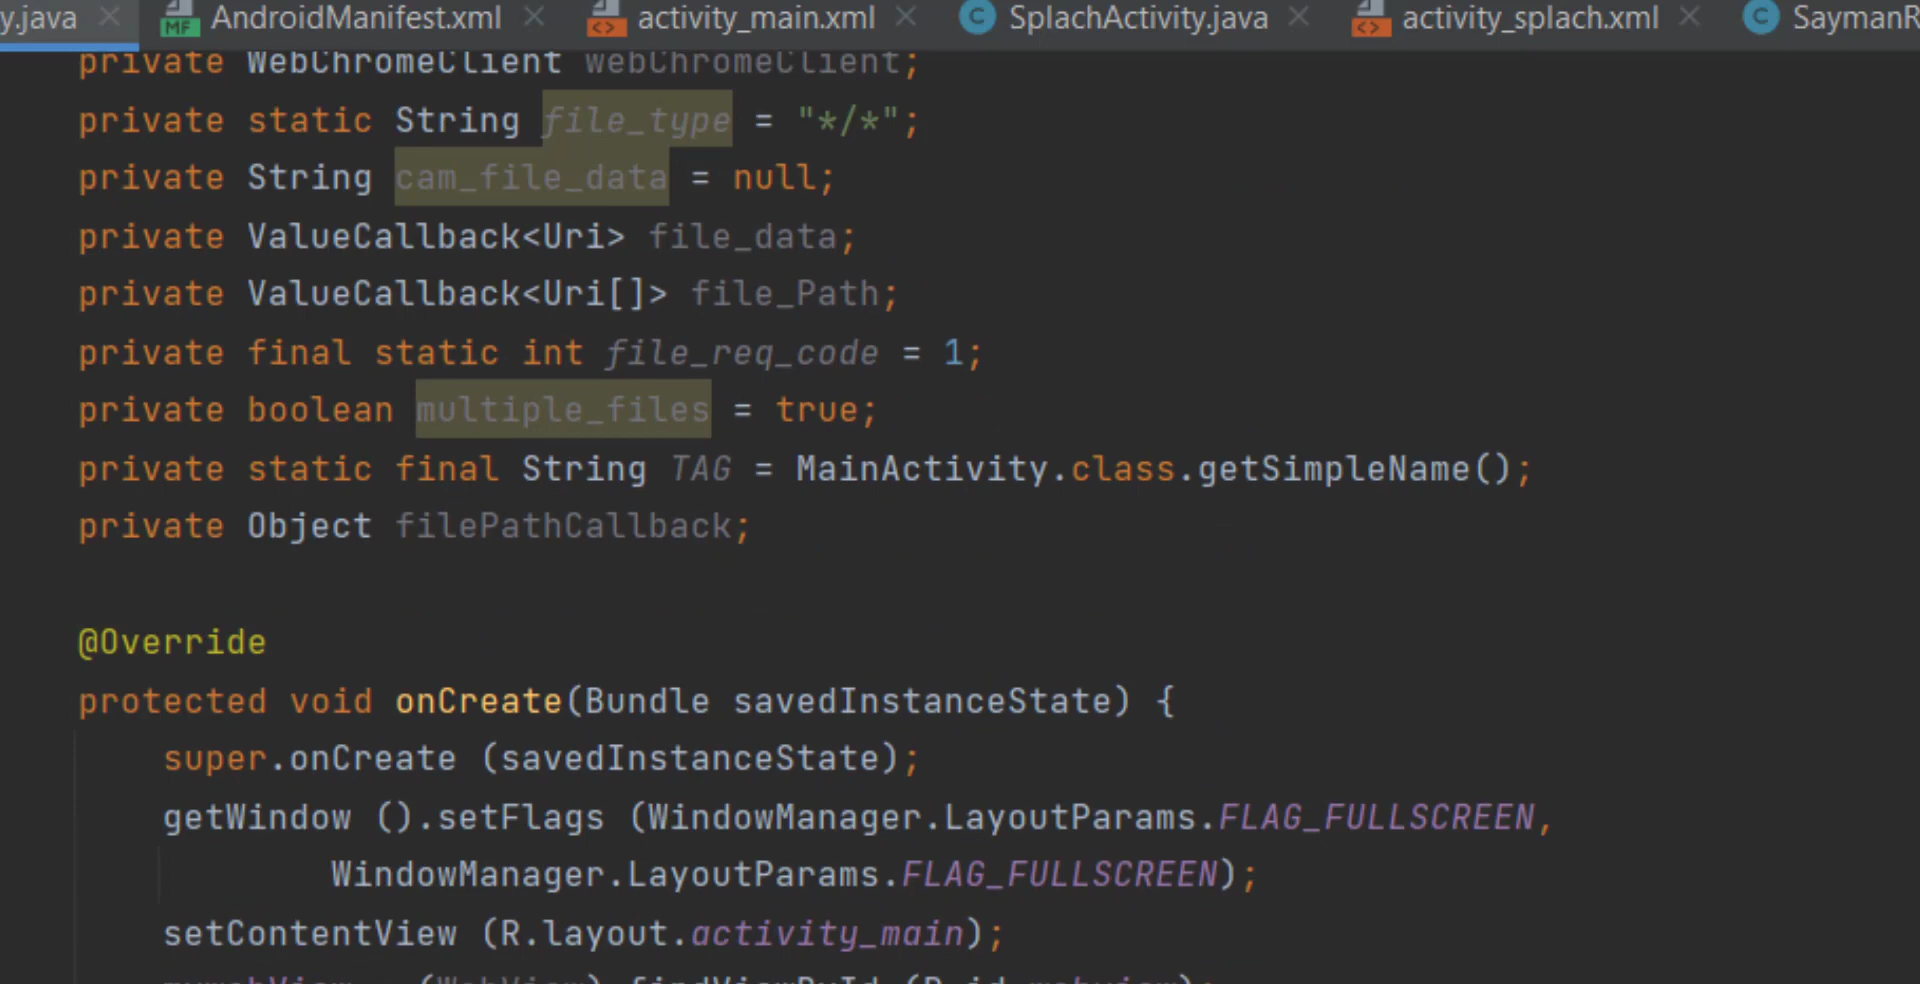 y.java AndroidManifest.xml activity_main.xml SplachActivity.java activity_splach.xml SaymanR
private WebChromeClient webChromeClient;
private static String file_type = "*/*";
private String cam_file_data = null;
private ValueCallback<Uri> file_data;
private ValueCallback<Uri[]> file_Path;
private final static int file_req_code = 1;
private boolean multiple_files = true;
private static final String TAG = MainActivity.class.getSimpleName();
private Object filePathCallback;
@Override
protected void onCreate(Bundle savedInstanceState) {
super.onCreate (savedInstanceState);
getWindow ().setFlags (WindowManager.LayoutParams.FLAG_FULLSCREEN,
WindowManager.LayoutParams.FLAG_FULLSCREEN);
setContentView (R.layout.activity_main);